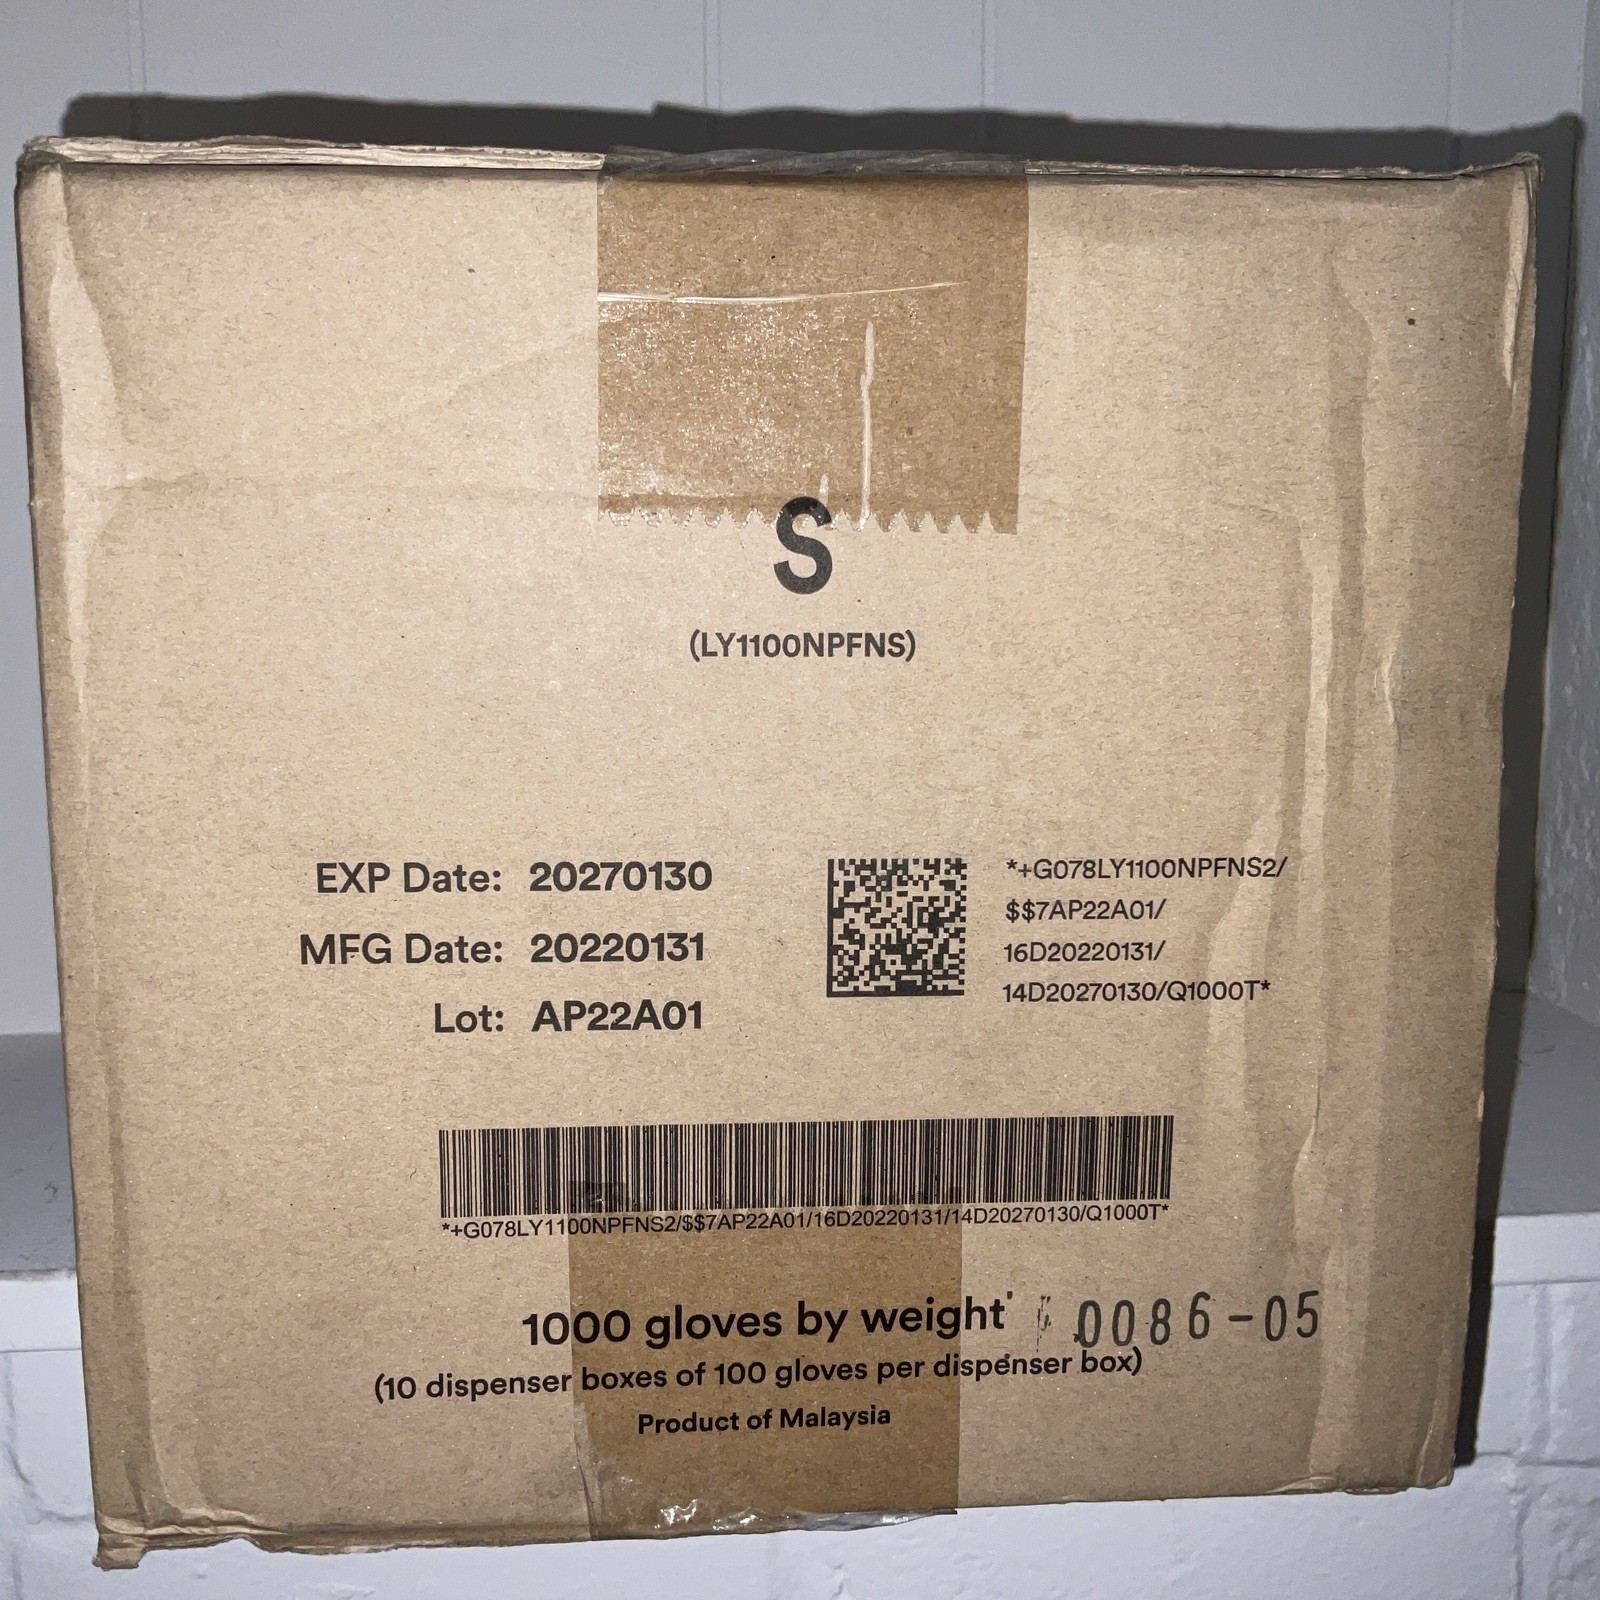 S
(LY1100NPFNS)
EXP Date: 20270130
MFG Date: 20220131
Lot: AP22A01
*+G078LY1100NPFNS2/
$$7AP22A01/
16D20220131/
14D20270130/Q1000T*
*+G078LY1100NPFNS2/$$7AP22A01/16D20220131/14D20270130/Q1000T*
1000 gloves by weight
0086-05
(10 dispenser boxes of 100 gloves per dispenser box)
Product of Malaysia